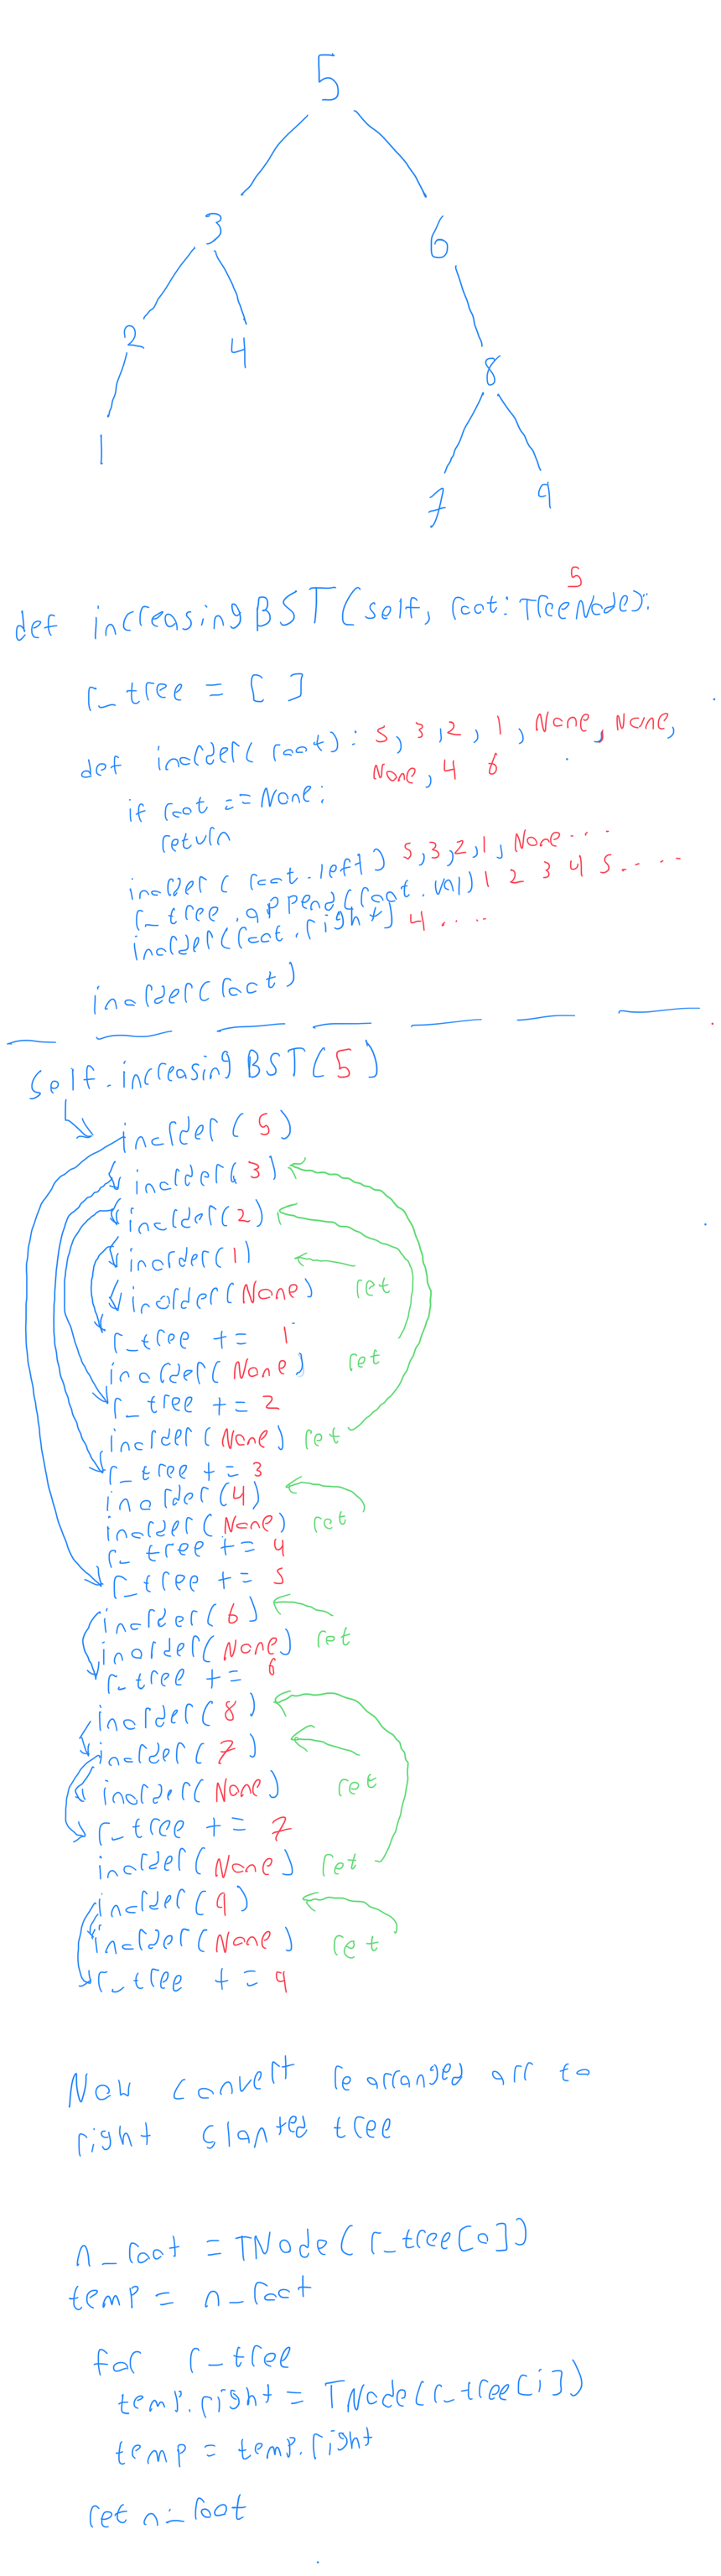 5
3 6
2 4 8
1 7 9
5
def increasingBST(self, root: TreeNode):
r_tree = [ ]
def inorder( root): 5, 3, 2, 1, None, None,
None, 4 6
if root == None:
return
inorder( root.left) 5,3,2,1, None...
r_tree.append(root.val) 1 2 3 4 5....
inorder(root.right) 4....
inorder(root)
self.increasingBST(5)
inorder(5)
inorder(3)
inorder(2)
inorder(1)
inorder(None) ret
r_tree += 1
inorder(None) ret
r_tree += 2
inorder(None) ret
r_tree += 3
inorder(4)
inorder(None) ret
r_tree += 4
r_tree += 5
inorder(6)
inorder(None) ret
r_tree += 6
inorder(8)
inorder(7)
inorder(None) ret
r_tree += 7
inorder(None) ret
inorder(9)
inorder(None) ret
r_tree += 9
Now convert rearranged arr to
right slanted tree
n_root = TNode(r_tree[0])
temp = n_root
for r_tree
temp.right = TNode(r_tree[i])
temp = temp.right
ret n_root